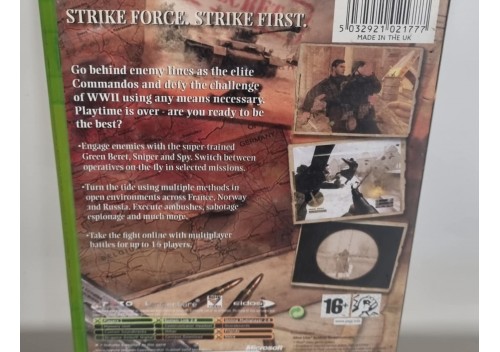 STRIKE FORCE. STRIKE FIRST.
5 032921 021777
MADE IN THE UK
Go behind enemy lines as the elite
Commandos and defy the challenge
of WWII using any means necessary.
Playtime is over - are you ready to be
the best?
•Engage enemies with the super-trained
Green Beret, Sniper and Spy. Switch between
operatives on-the-fly in selected missions.
•Turn the tide using multiple methods in
open environments across France, Norway
and Russia. Execute ambushes, sabotage
espionage and much more.
•Take the fight online with multiplayer
battles for up to 16 players.
eidos
16+
Microsoft